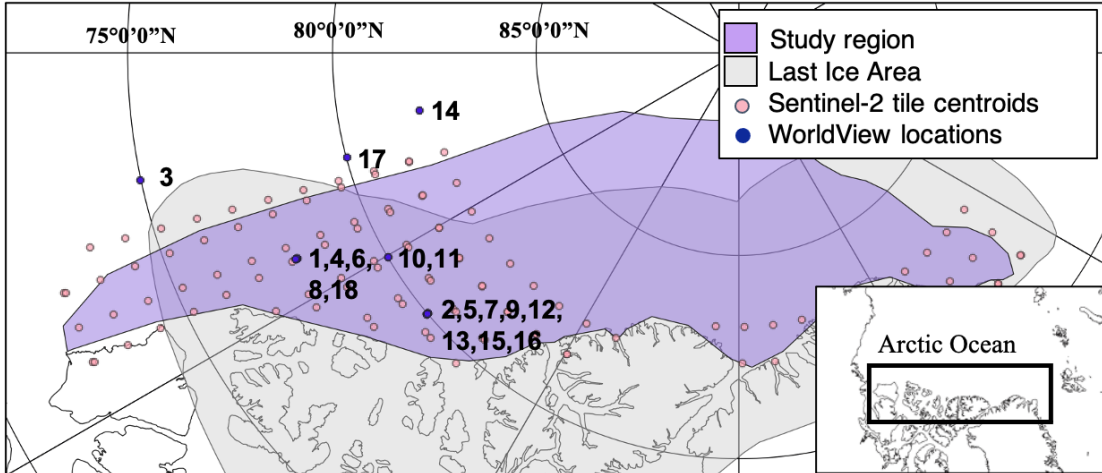 75°0’0”N
80°0’0”N
85°0’0”N
Study region
Last Ice Area
Sentinel-2 tile centroids
WorldView locations
14
17
3
1,4,6,
8,18
10,11
2,5,7,9,12,
13,15,16
Arctic Ocean